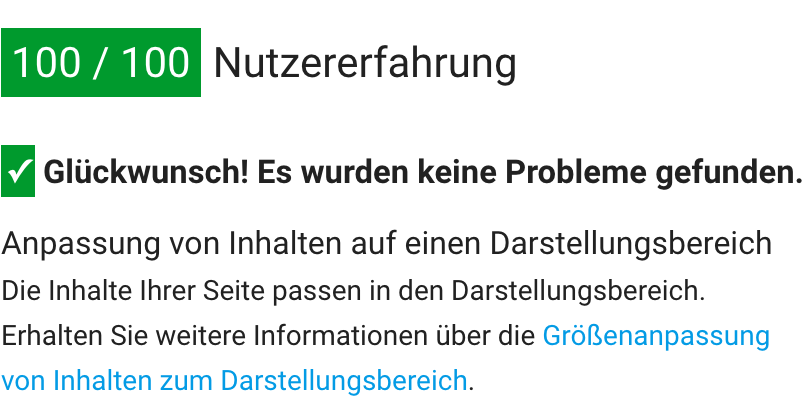 100 / 100 Nutzererfahrung
✓ Glückwunsch! Es wurden keine Probleme gefunden.
Anpassung von Inhalten auf einen Darstellungsbereich
Die Inhalte Ihrer Seite passen in den Darstellungsbereich.
Erhalten Sie weitere Informationen über die Größenanpassung
von Inhalten zum Darstellungsbereich.